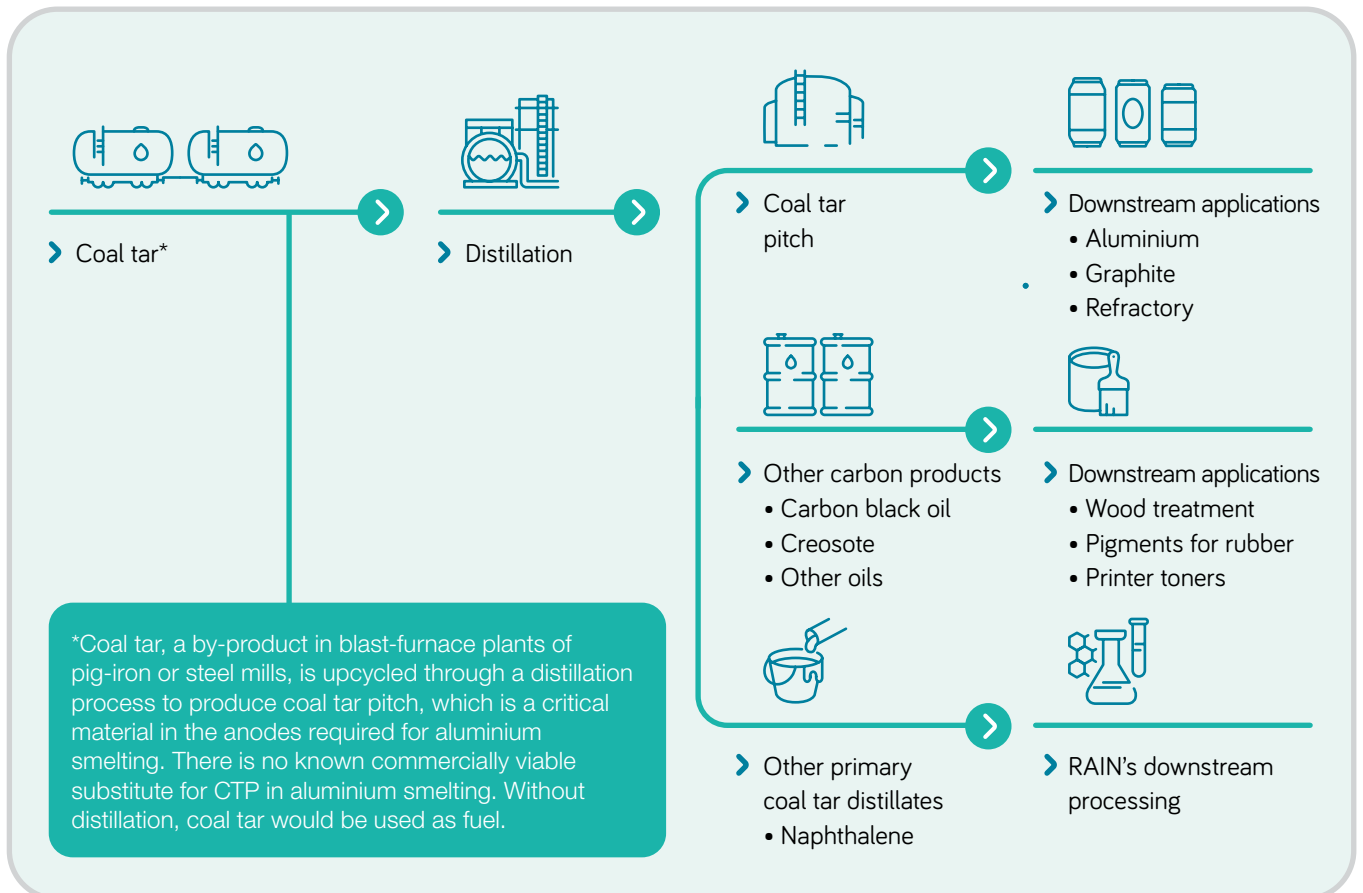 Coal tar*
Distillation
Coal tar
pitch
Downstream applications
• Aluminium
• Graphite
• Refractory
Other carbon products
• Carbon black oil
• Creosote
• Other oils
Downstream applications
• Wood treatment
• Pigments for rubber
• Printer toners
*Coal tar, a by-product in blast-furnace plants of
pig-iron or steel mills, is upcycled through a distillation
process to produce coal tar pitch, which is a critical
material in the anodes required for aluminium
smelting. There is no known commercially viable
substitute for CTP in aluminium smelting. Without
distillation, coal tar would be used as fuel.
Other primary
coal tar distillates
• Naphthalene
RAIN’s downstream
processing